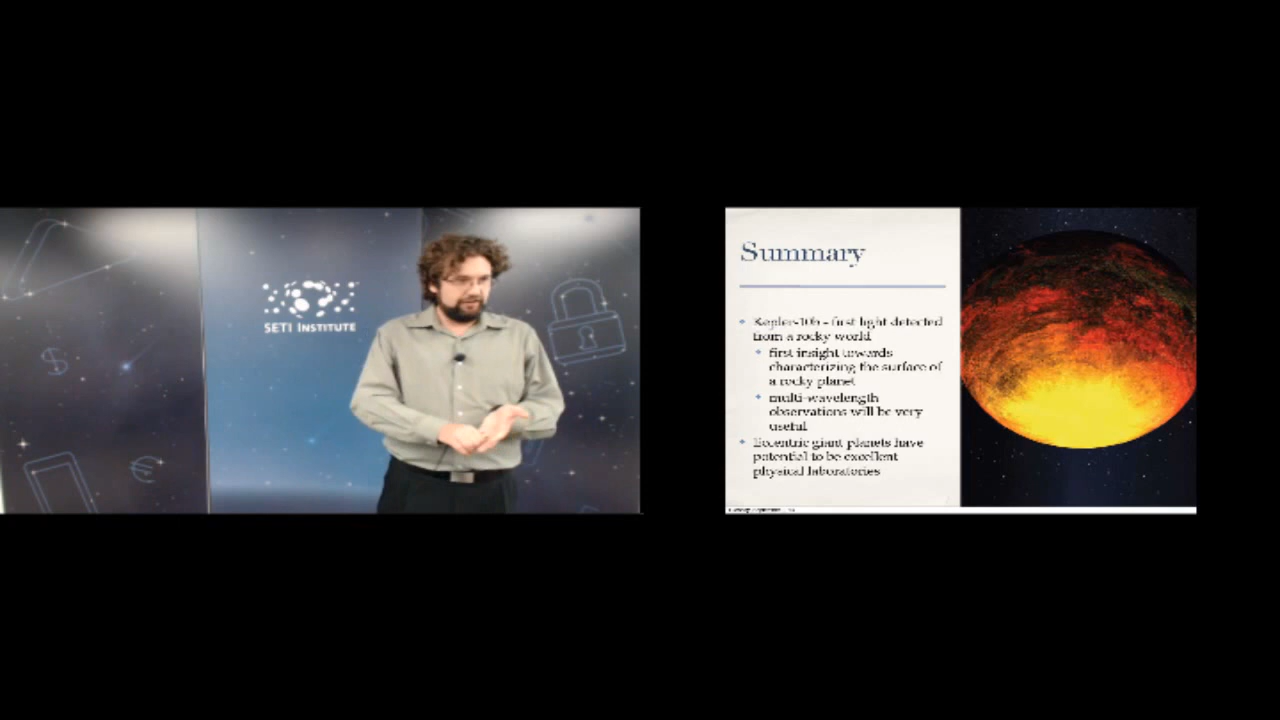 SETI INSTITUTE
$
€
Summary
Kepler-10b - first light detected
from a rocky world
first insight towards
characterizing the surface of
a rocky planet
multi-wavelength
observations will be very
useful
Eccentric giant planets have
potential to be excellent
physical laboratories